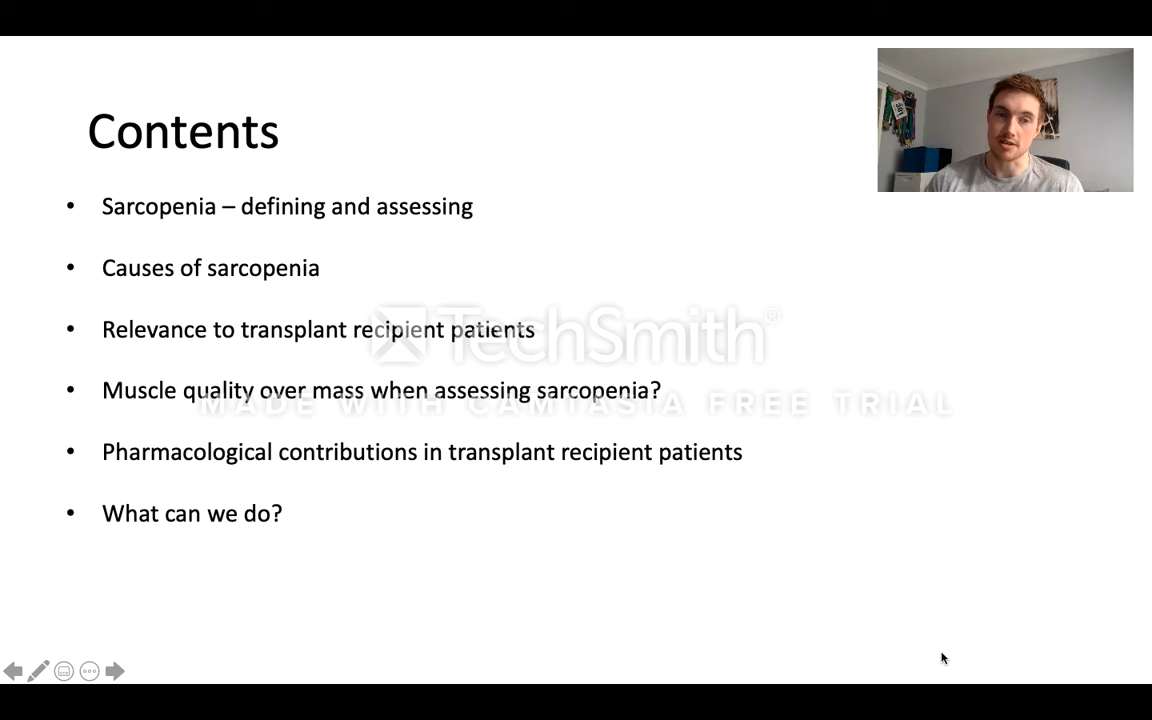 Contents
• Sarcopenia – defining and assessing
• Causes of sarcopenia
• Relevance to transplant recipient patients
• Muscle quality over mass when assessing sarcopenia?
• Pharmacological contributions in transplant recipient patients
• What can we do?
TechSmith®
MADE WITH CAMTASIA FREE TRIAL